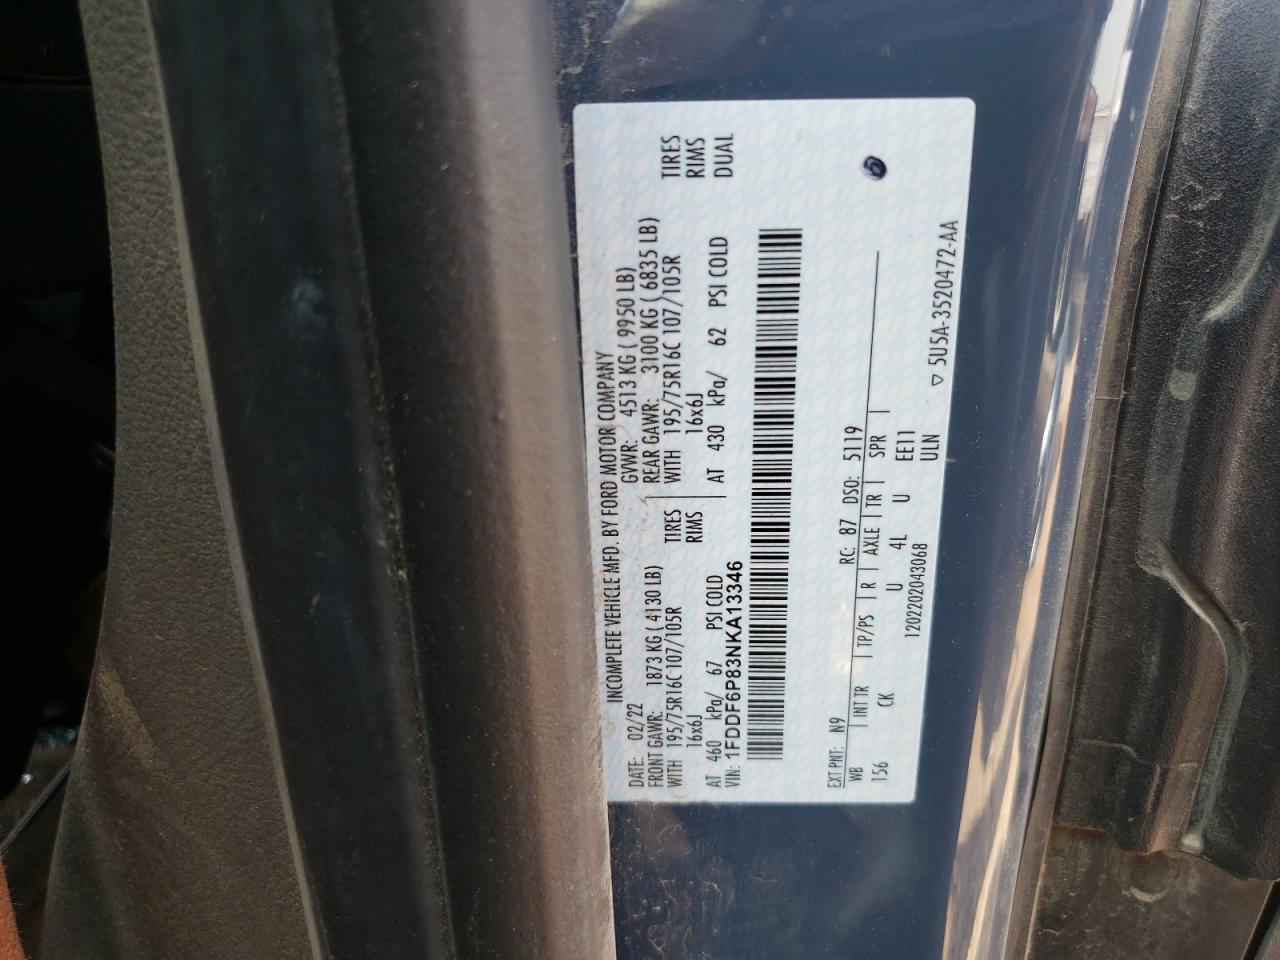 INCOMPLETE VEHICLE MFD. BY FORD MOTOR COMPANY
DATE: 02/22 GVWR: 4513 KG ( 9950 LB)
FRONT GAWR: 1873 KG ( 4130 LB) REAR GAWR: 3100 KG ( 6835 LB)
WITH 195/75R16C 107/105R TIRES WITH 195/75R16C 107/105R TIRES
16x6J RIMS 16x6J RIMS
AT 460 kPa/ 67 PSI COLD AT 430 kPa/ 62 PSI COLD DUAL
VIN: 1FDDF6P83NKA13346
EXT PNT: N9 RC: 87 DSO: 5119
WB INT TR TP/PS R AXLE TR SPR
156 CK U 4L U EE11
120220204306​8 ULN
5U5A-3520472-AA